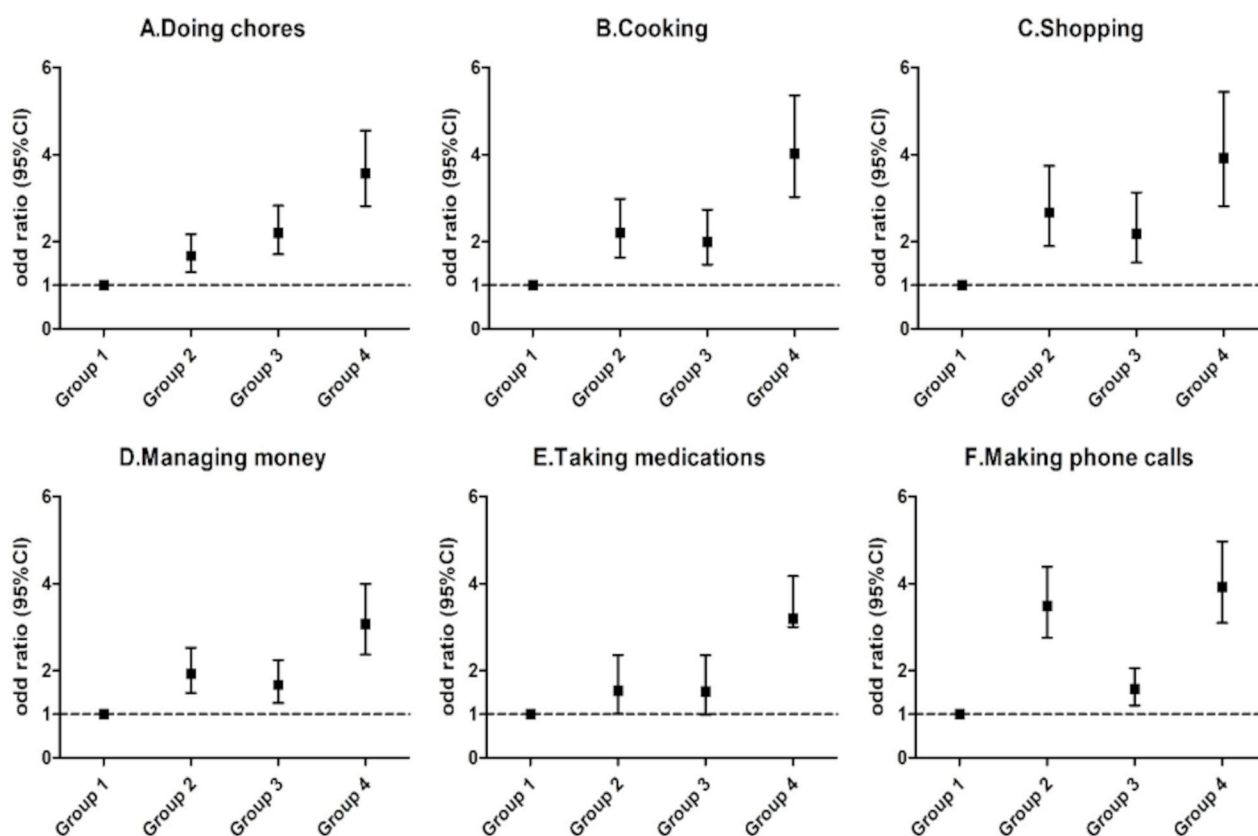 A.Doing chores
odd ratio (95%CI)
6
4
2
1
0
Group 1
Group 2
Group 3
Group 4
B.Cooking
odd ratio (95%CI)
6
4
2
1
0
Group 1
Group 2
Group 3
Group 4
C.Shopping
odd ratio (95%CI)
6
4
2
1
0
Group 1
Group 2
Group 3
Group 4
D.Managing money
odd ratio (95%CI)
6
4
2
1
0
Group 1
Group 2
Group 3
Group 4
E.Taking medications
odd ratio (95%CI)
6
4
2
1
0
Group 1
Group 2
Group 3
Group 4
F.Making phone calls
odd ratio (95%CI)
6
4
2
1
0
Group 1
Group 2
Group 3
Group 4